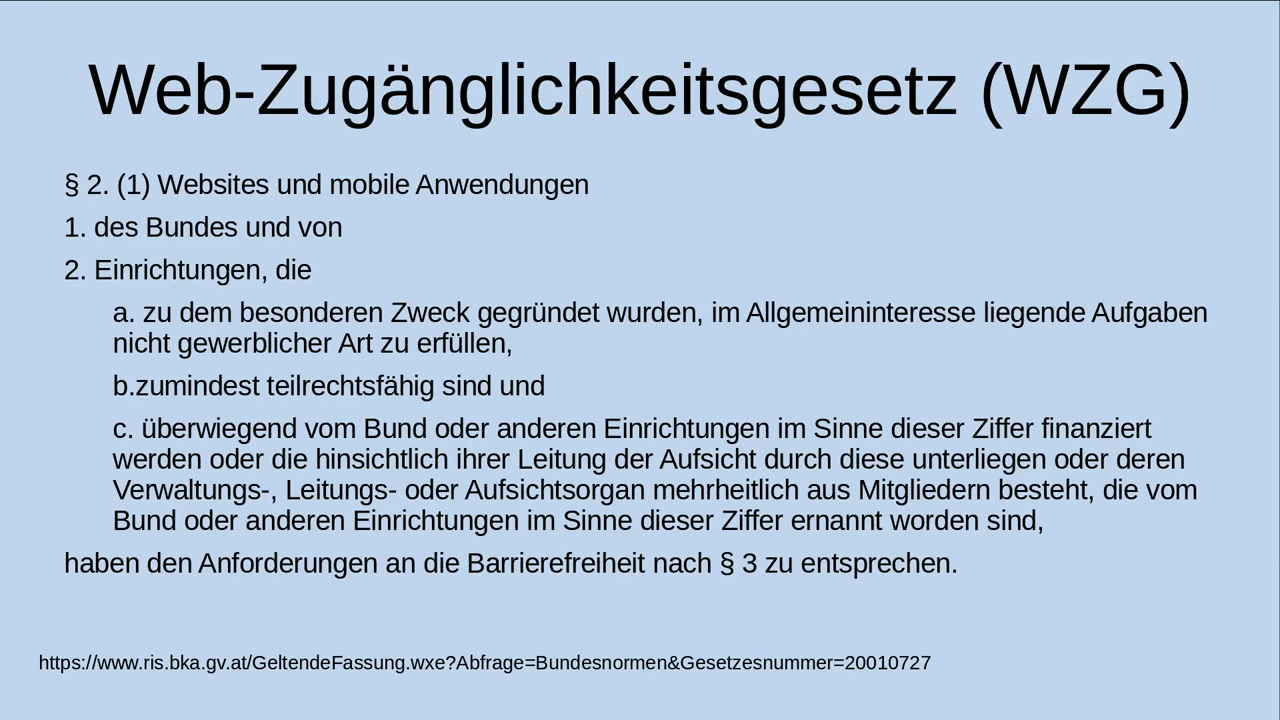 Web-Zugänglichkeitsgesetz (WZG)
§ 2. (1) Websites und mobile Anwendungen
1. des Bundes und von
2. Einrichtungen, die
a. zu dem besonderen Zweck gegründet wurden, im Allgemeininteresse liegende Aufgaben
nicht gewerblicher Art zu erfüllen,
b.zumindest teilrechtsfähig sind und
c. überwiegend vom Bund oder anderen Einrichtungen im Sinne dieser Ziffer finanziert
werden oder die hinsichtlich ihrer Leitung der Aufsicht durch diese unterliegen oder deren
Verwaltungs-, Leitungs- oder Aufsichtsorgan mehrheitlich aus Mitgliedern besteht, die vom
Bund oder anderen Einrichtungen im Sinne dieser Ziffer ernannt worden sind,
haben den Anforderungen an die Barrierefreiheit nach § 3 zu entsprechen.
https://www.ris.bka.gv.at/GeltendeFassung.wxe?Abfrage=Bundesnormen&Gesetzesnummer=20010727